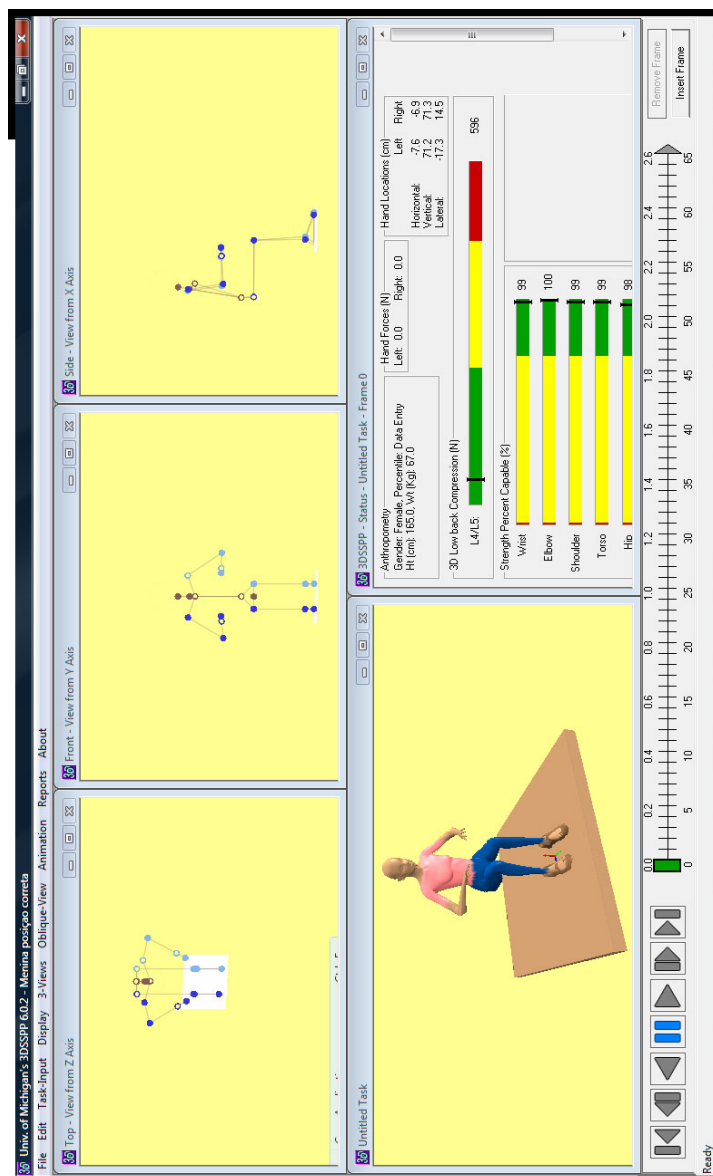 Univ. of Michigan's 3DSSPP 6.0.2 - Menina posiçao correta
File Edit Task-Input Display 3-Views Oblique-View Animation Reports About
Top - View from Z Axis
Front - View from Y Axis
Side - View from X Axis
Untitled Task
3DSSPP - Status - Untitled Task - Frame 0
Anthropometry
Gender: Female, Percentile: Data Entry
Ht (cm): 165.0, Wt (Kg): 67.0
Hand Forces (N)
Left: 0.0 Right: 0.0
Hand Locations (cm)
Left Right
Horizontal: -7.6 -6.9
Vertical: 71.2 71.3
Lateral: -17.3 14.5
3D Low back Compression (N)
L4/L5: 596
Strength Percent Capable (%)
Wrist 99
Elbow 100
Shoulder 99
Torso 99
Hip 98
0.0 0.2 0.4 0.6 0.8 1.0 1.2 1.4 1.6 1.8 2.0 2.2 2.4 2.6
0 5 10 15 20 25 30 35 40 45 50 55 60 65
Remove Frame
Insert Frame
Ready